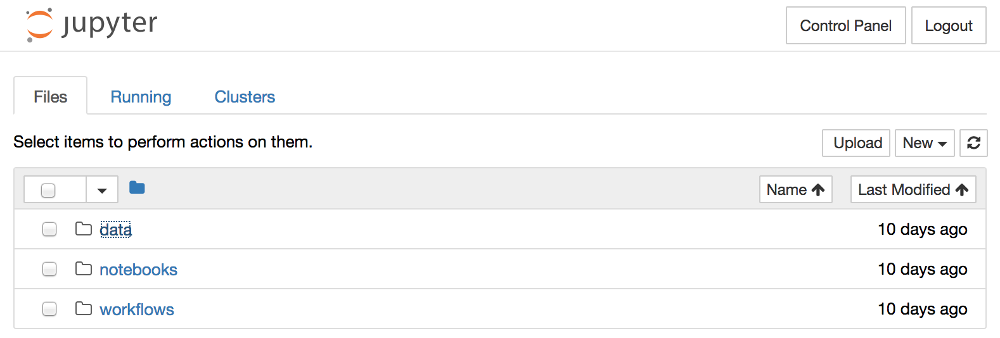 jupyter
Control Panel Logout
Files Running Clusters
Select items to perform actions on them.
Upload New
Name Last Modified
data 10 days ago
notebooks 10 days ago
workflows 10 days ago